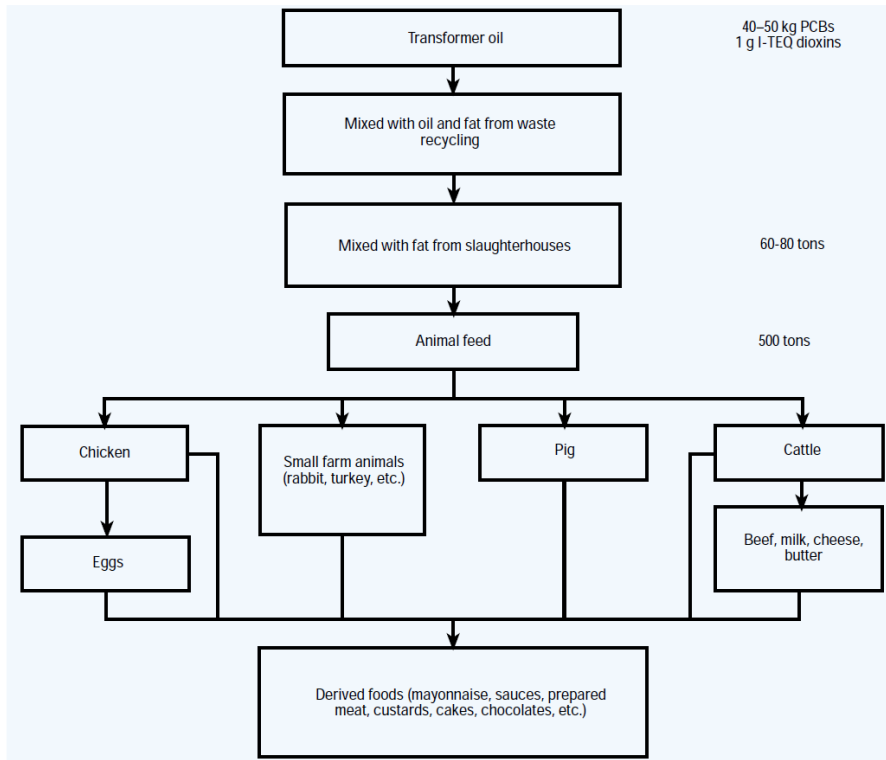 Transformer oil
40–50 kg PCBs
1 g I-TEQ dioxins
Mixed with oil and fat from waste
recycling
Mixed with fat from slaughterhouses
60-80 tons
Animal feed
500 tons
Chicken
Small farm animals
(rabbit, turkey, etc.)
Pig
Cattle
Eggs
Beef, milk, cheese,
butter
Derived foods (mayonnaise, sauces, prepared
meat, custards, cakes, chocolates, etc.)